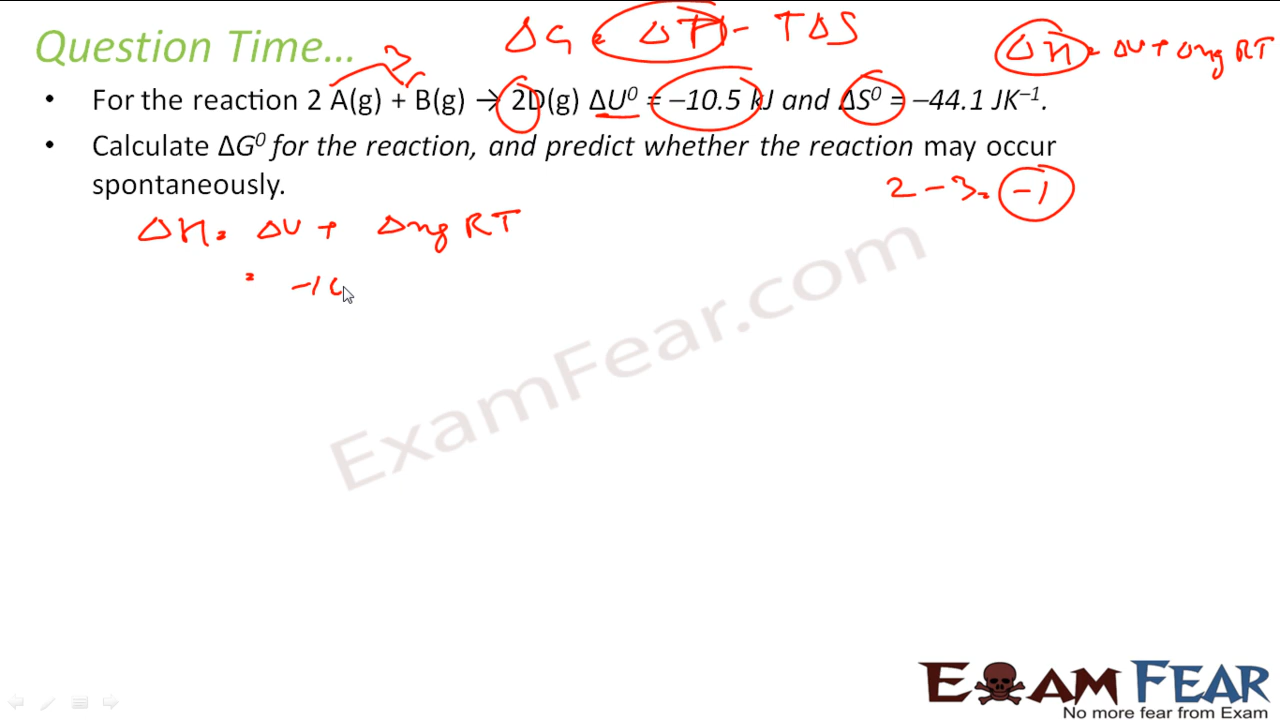 Question Time...
ΔG = ΔH - TΔS
ΔH = ΔU + Δng RT
• For the reaction 2 A(g) + B(g) → 2D(g) ΔU⁰ = –10.5 kJ and ΔS⁰ = –44.1 JK⁻¹.
• Calculate ΔG⁰ for the reaction, and predict whether the reaction may occur
spontaneously.
2 - 3 = -1
3
ΔH = ΔU + Δng RT
= -10
ExamFear.com
EXAM FEAR
No more fear from Exam